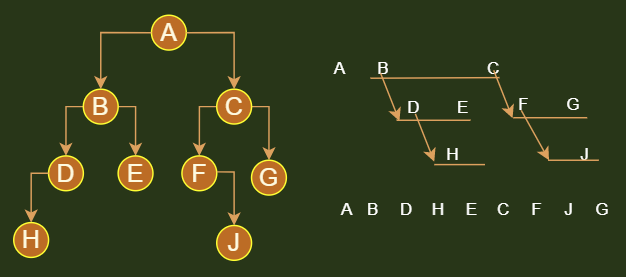 A
B C
D E F G
H J
A B C
D E F G
H J
A B D H E C F J G